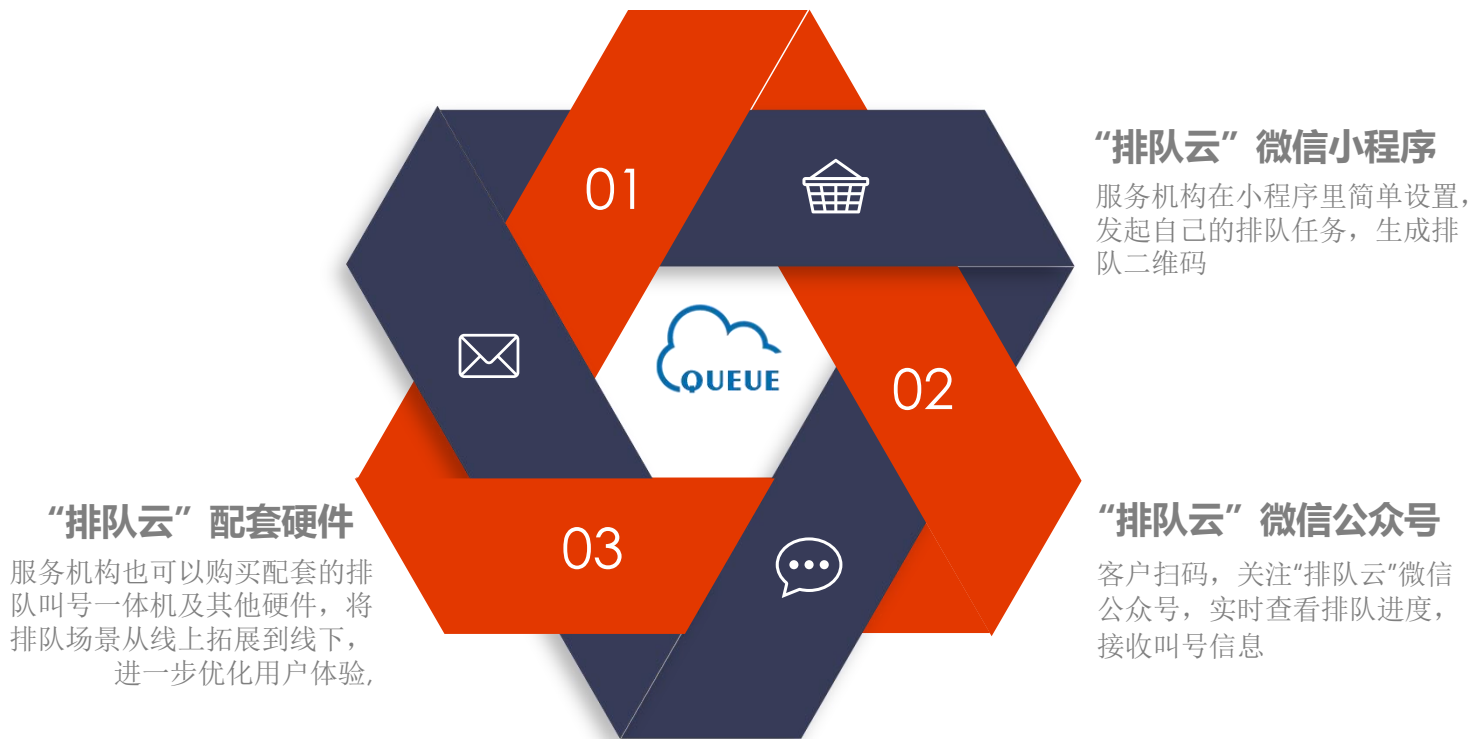 01
“排队云”微信小程序
服务机构在小程序里简单设置,
发起自己的排队任务，生成排
队二维码
QUEUE
02
“排队云”微信公众号
客户扫码，关注"排队云"微信
公众号，实时查看排队进度，
接收叫号信息
03
“排队云”配套硬件
服务机构也可以购买配套的排
队叫号一体机及其他硬件，将
排队场景从线上拓展到线下，
进一步优化用户体验,